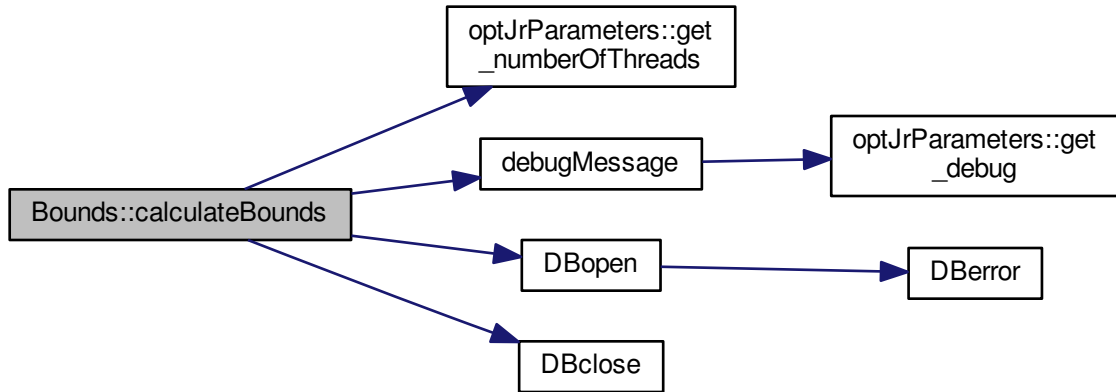 optJrParameters::get
_numberOfThreads
debugMessage
optJrParameters::get
_debug
Bounds::calculateBounds
DBopen
DBerror
DBclose